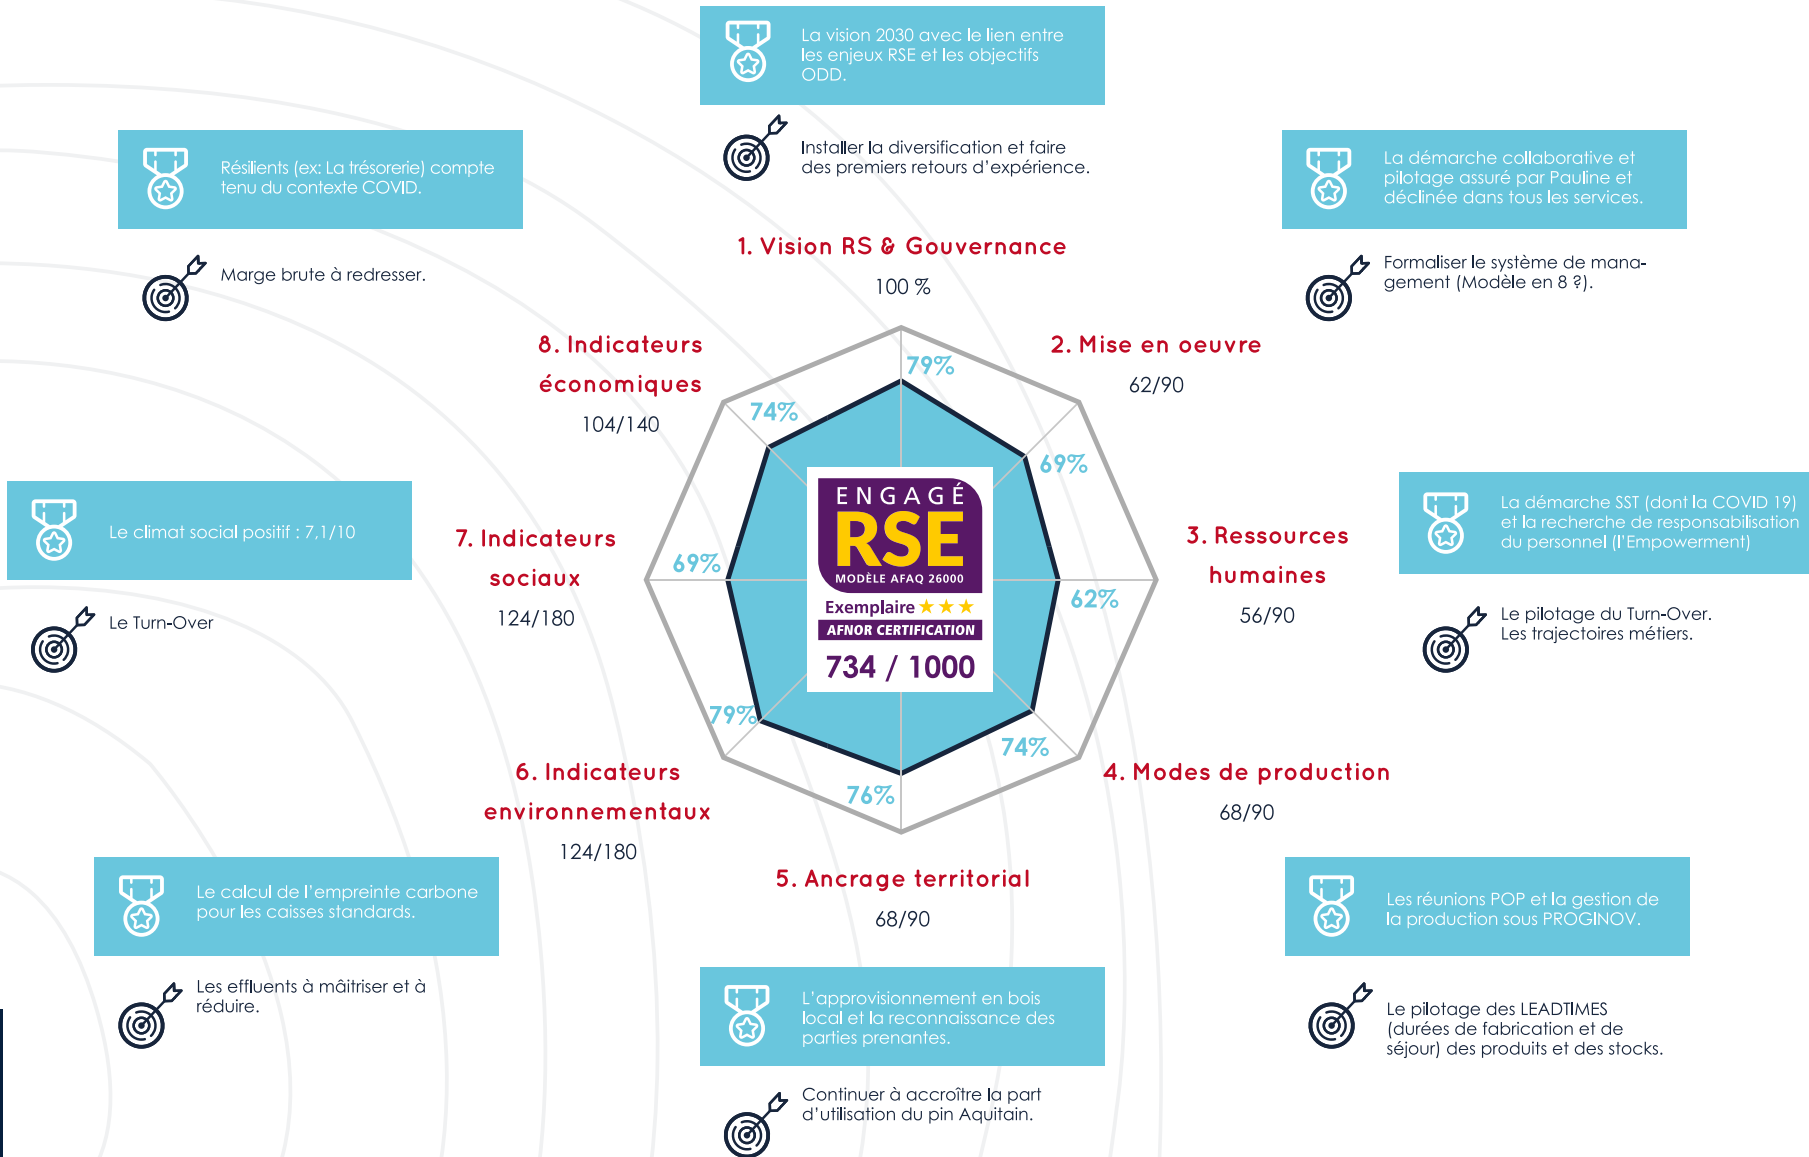 La vision 2030 avec le lien entre
les enjeux RSE et les objectifs
ODD.
Installer la diversification et faire
des premiers retours d'expérience.
Résilients (ex: La trésorerie) compte
tenu du contexte COVID.
Marge brute à redresser.
La démarche collaborative et
pilotage assuré par Pauline et
déclinée dans tous les services.
Formaliser le système de mana-
gement (Modèle en 8 ?).
1. Vision RS & Gouvernance
100 %
8. Indicateurs
économiques
104/140
2. Mise en oeuvre
62/90
79%
74%
69%
Le climat social positif : 7,1/10
Le Turn-Over
7. Indicateurs
sociaux
124/180
69%
ENGAGÉ
RSE
MODÈLE AFAQ 26000
Exemplaire ★ ★ ★
AFNOR CERTIFICATION
734 / 1000
62%
3. Ressources
humaines
56/90
La démarche SST (dont la COVID 19)
et la recherche de responsabilisation
du personnel (l'Empowerment)
Le pilotage du Turn-Over.
Les trajectoires métiers.
79%
76%
74%
6. Indicateurs
environnementaux
124/180
4. Modes de production
68/90
5. Ancrage territorial
68/90
Le calcul de l'empreinte carbone
pour les caisses standards.
Les effluents à mâitriser et à
réduire.
L'approvisionnement en bois
local et la reconnaissance des
parties prenantes.
Continuer à accroître la part
d'utilisation du pin Aquitain.
Les réunions POP et la gestion de
la production sous PROGINOV.
Le pilotage des LEADTIMES
(durées de fabrication et de
séjour) des produits et des stocks.